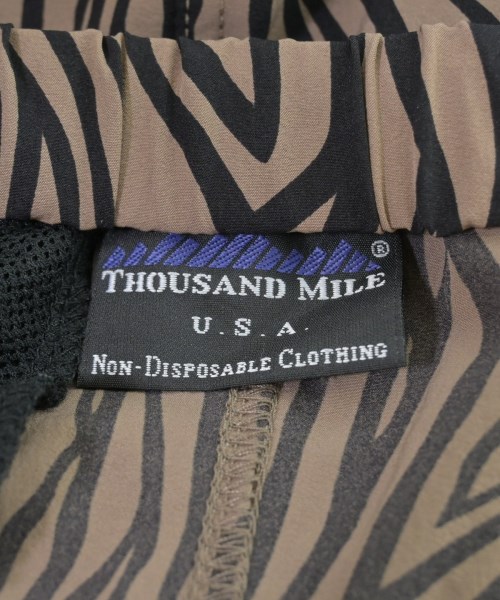 ®
THOUSAND MILE
U.S.A.
NON-DISPOSABLE CLOTHING